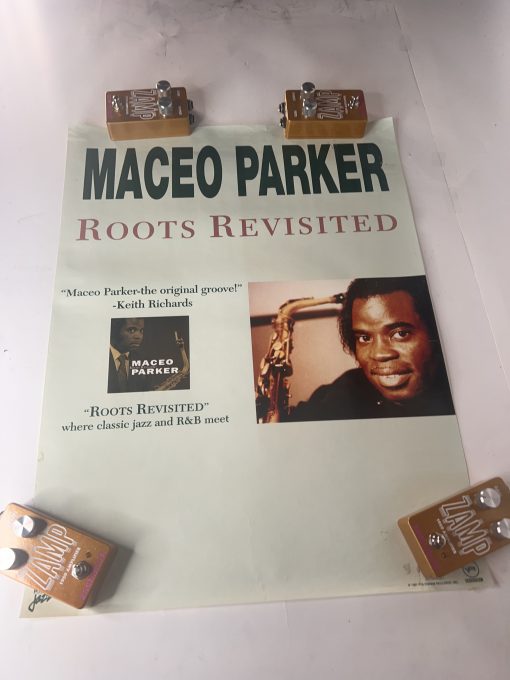 ZAMP
ZAMP
MACEO PARKER
ROOTS REVISITED
"Maceo Parker-the original groove!"
-Keith Richards
MACEO
PARKER
"ROOTS REVISITED"
where classic jazz and R&B meet
ZAMP
ZAMP
jazz